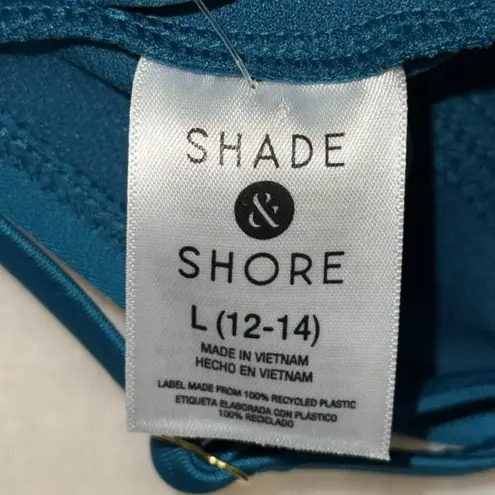 SHADE
&
SHORE
L (12-14)
MADE IN VIETNAM
HECHO EN VIETNAM
LABEL MADE FROM 100% RECYCLED PLASTIC
ETIQUETA ELABORADA CON PLÁSTICO
100% RECICLADO